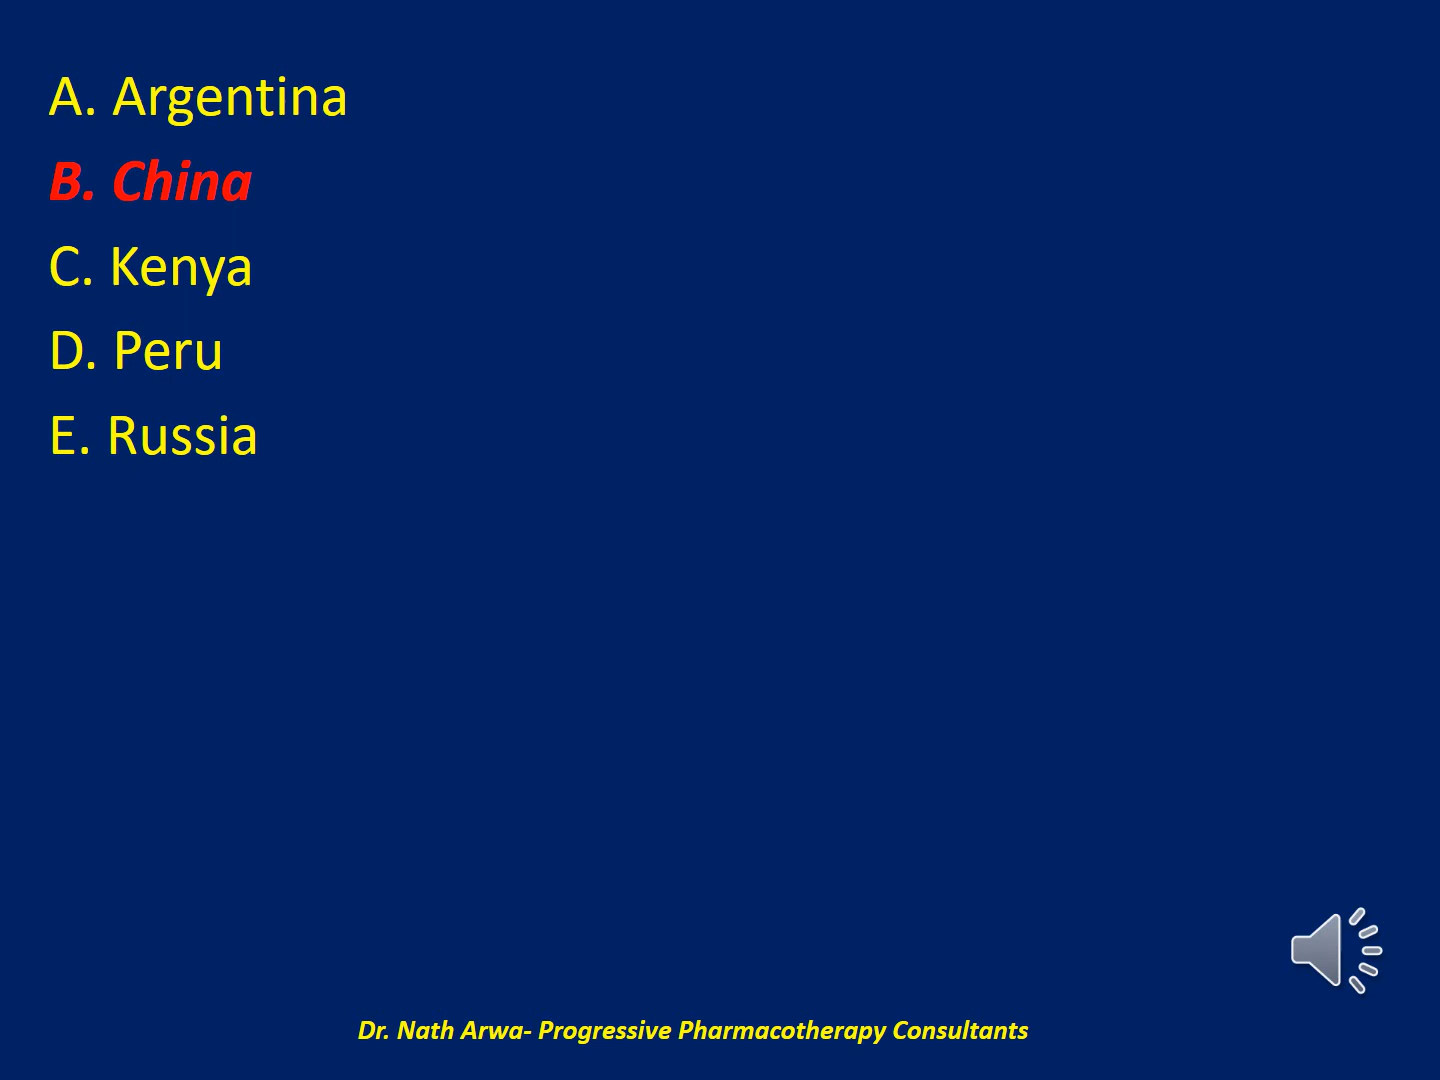 A. Argentina
B. China
C. Kenya
D. Peru
E. Russia
Dr. Nath Arwa- Progressive Pharmacotherapy Consultants